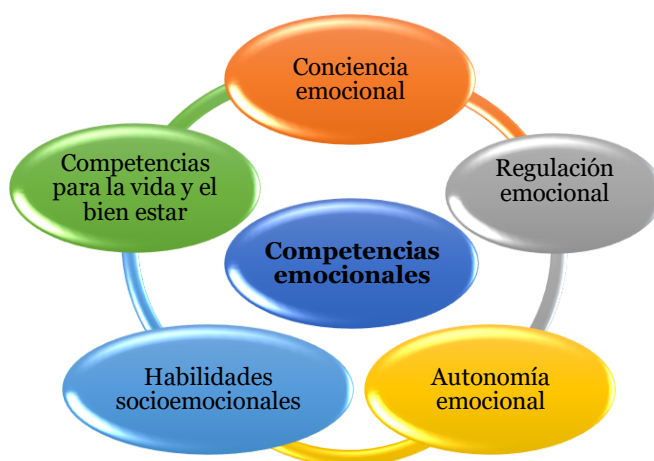 Conciencia
emocional
Regulación
emocional
Competencias
para la vida y el
bien estar
Competencias
emocionales
Habilidades
socioemocionales
Autonomía
emocional